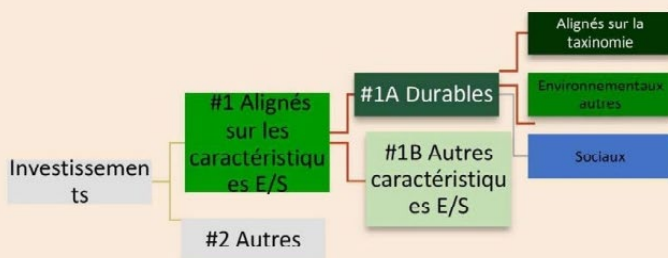 Investissemen
ts
#1 Alignés
sur les
caractéristiqu
es E/S
#2 Autres
#1A Durables
#1B Autres
caractéristiqu
es E/S
Alignés sur la
taxinomie
Environnementaux
autres
Sociaux